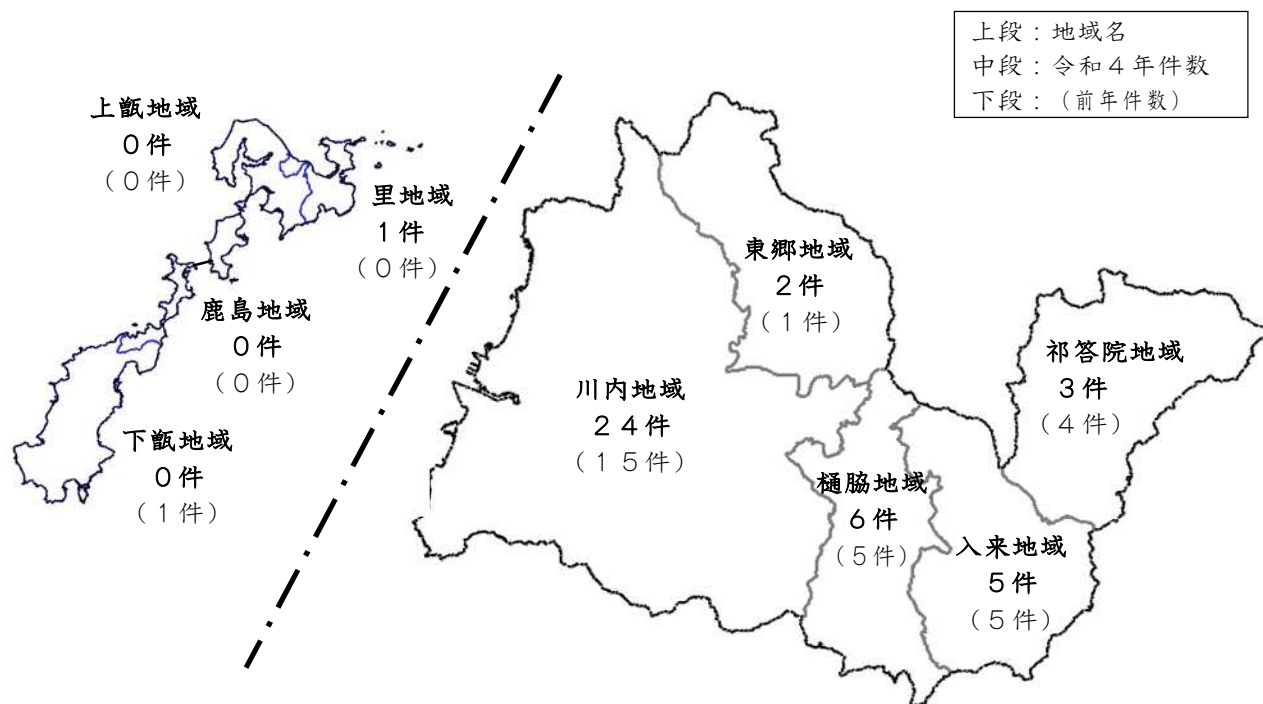 上段：地域名
中段：令和４年件数
下段：（前年件数）
上甑地域
０件
（０件）
里地域
１件
（０件）
鹿島地域
０件
（０件）
下甑地域
０件
（１件）
東郷地域
２件
（１件）
祁答院地域
３件
（４件）
川内地域
２４件
（１５件）
樋脇地域
６件
（５件）
入来地域
５件
（５件）